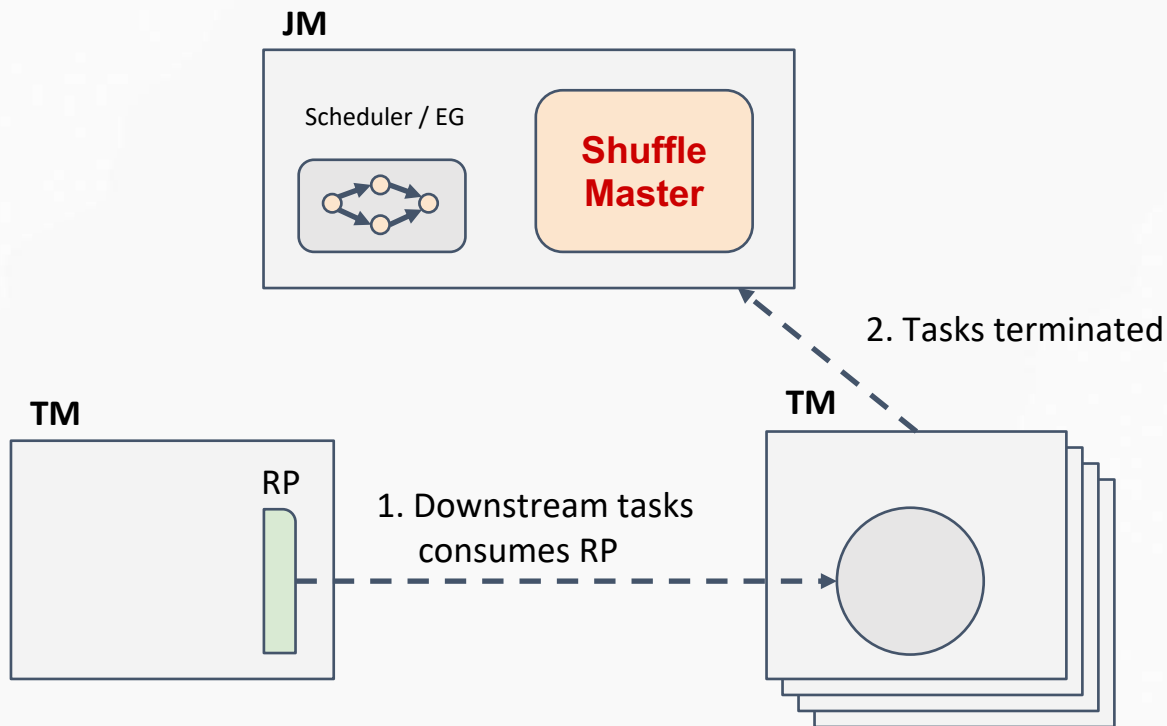 JM
Scheduler / EG
Shuffle
Master
2. Tasks terminated
TM
TM
RP
1. Downstream tasks
consumes RP